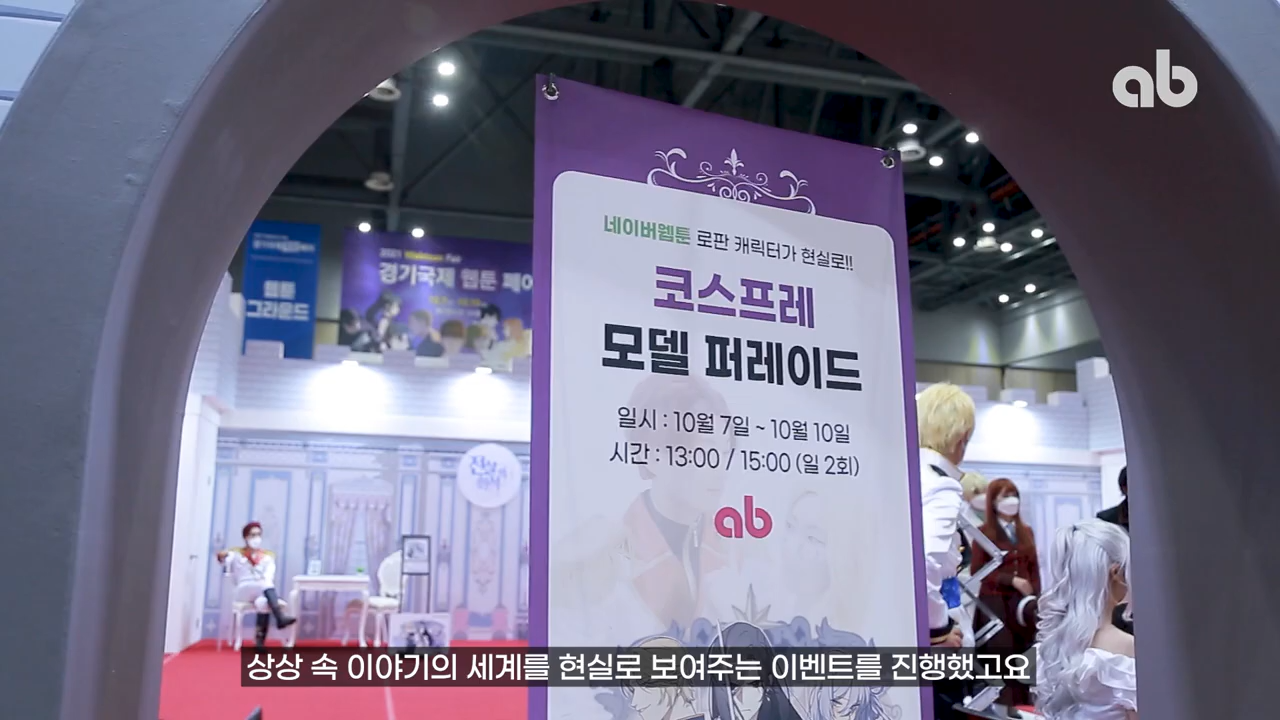 ab
네이버웹툰 로판 캐릭터가 현실로!!
코스프레
모델 퍼레이드
일시 : 10월 7일 ~ 10월 10일
시간 : 13:00 / 15:00 (일 2회)
ab
웹툰
그라운드
2021
경기국제 웹툰 페어
상상 속 이야기의 세계를 현실로 보여주는 이벤트를 진행했고요